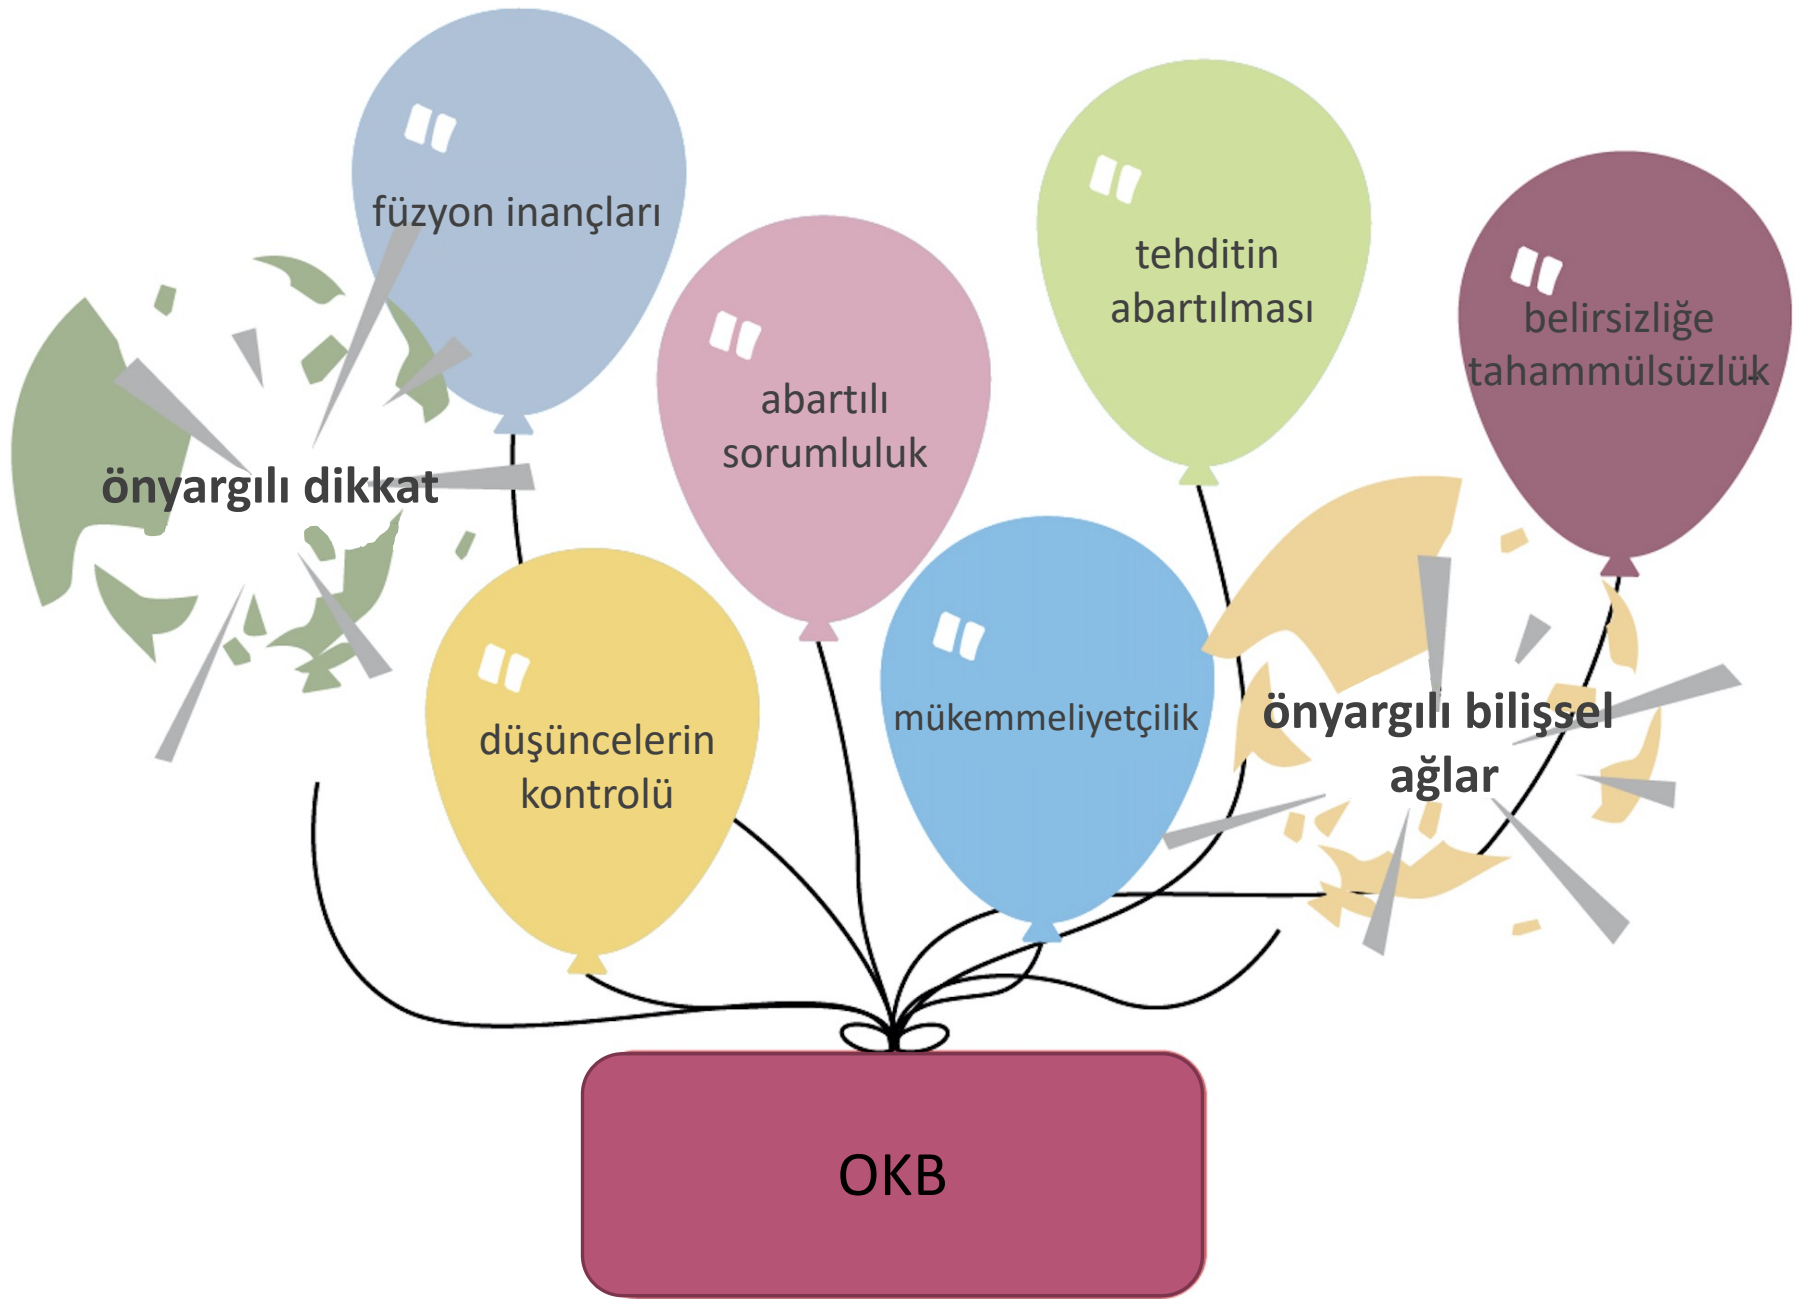 füzyon inançları
tehditin
abartılması
belirsizliğe
tahammülsüzlük
abartılı
sorumluluk
önyargılı dikkat
düşüncelerin
kontrolü
mükemmeliyetçilik
önyargılı bilişsel
ağlar
OKB